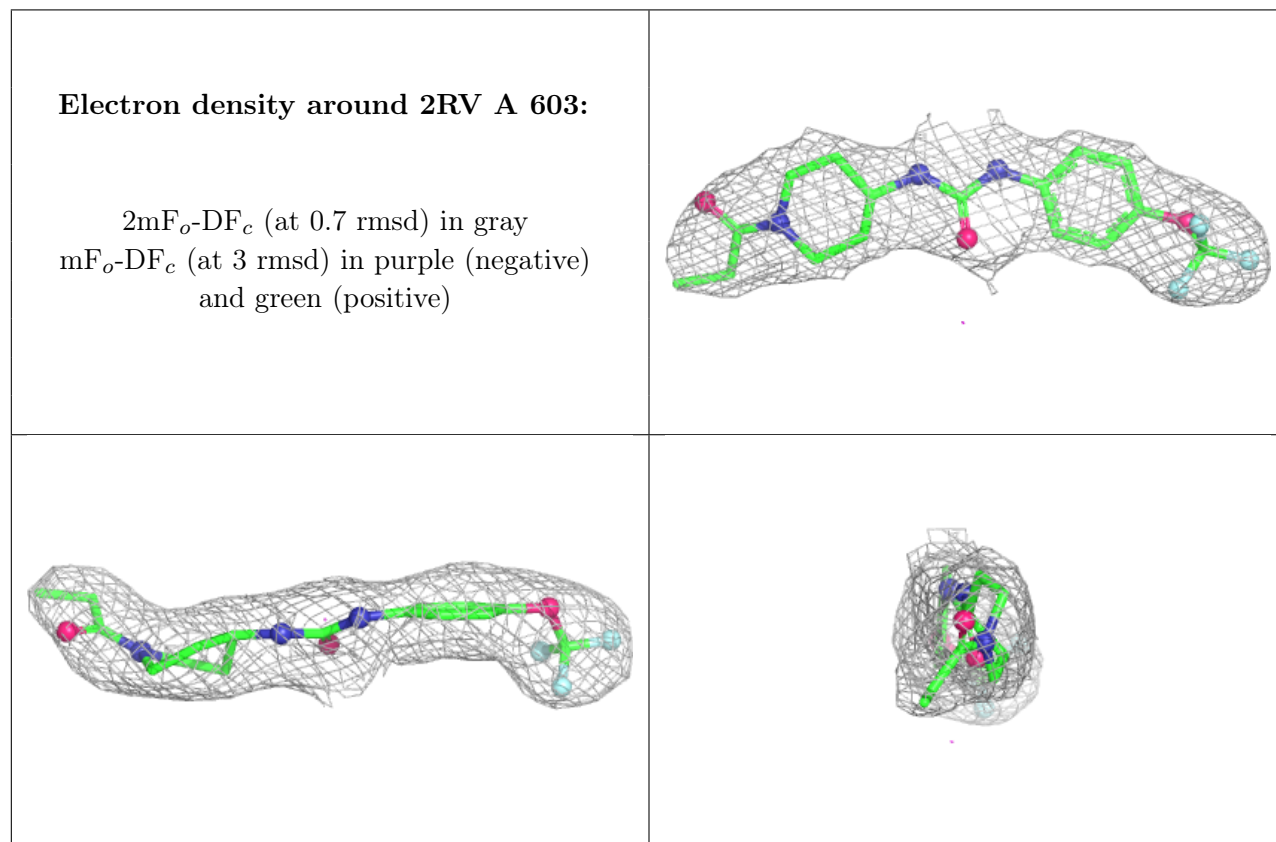 Electron density around 2RV A 603:
2mFo-DFc (at 0.7 rmsd) in gray
mFo-DFc (at 3 rmsd) in purple (negative)
and green (positive)